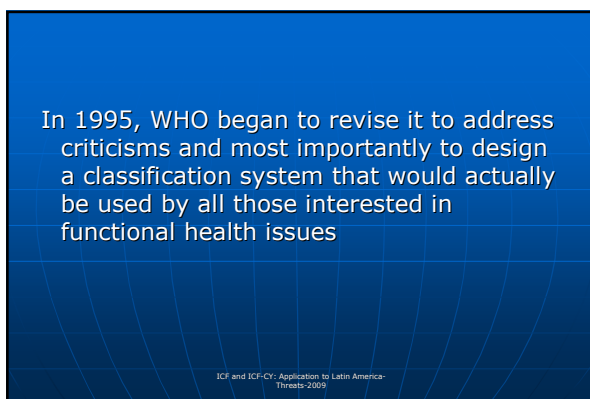 In 1995, WHO began to revise it to address
criticisms and most importantly to design
a classification system that would actually
be used by all those interested in
functional health issues
ICF and ICF-CY: Application to Latin America-
Threats-2009